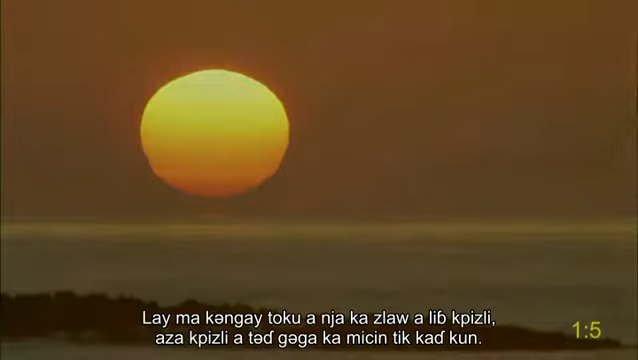 Lay ma kəngay toku a nja ka zlaw a liɓ kpizli,
aza kpizli a təɗ gəga ka micin tik kaɗ kun.
1:5